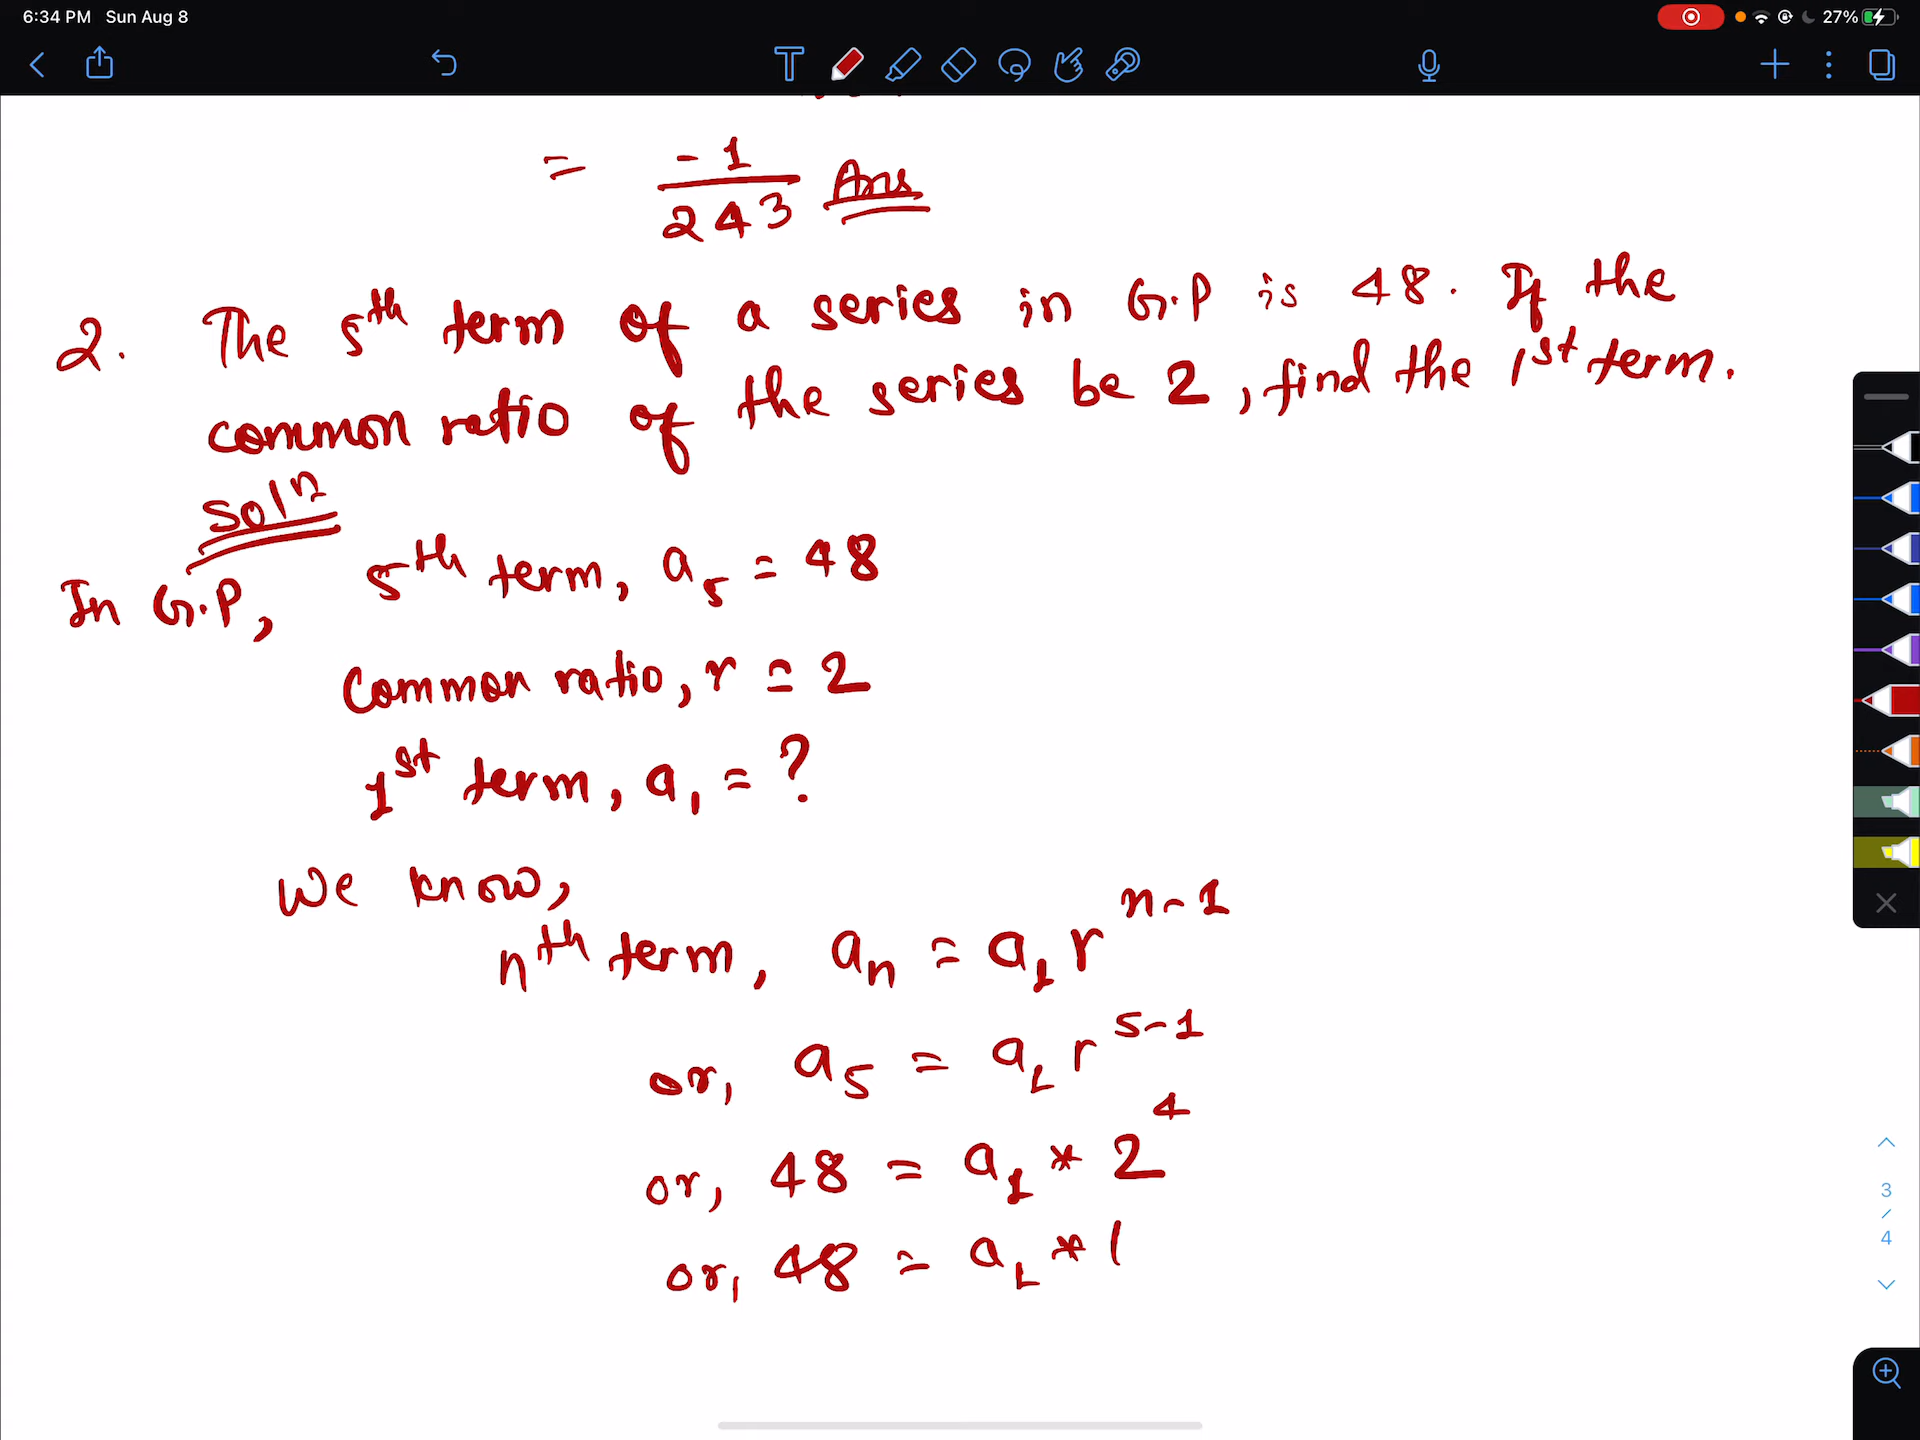 6:34 PM Sun Aug 8 27%
= -1/243 Ans
2. The 5th term of a series in G.P is 48. If the
common ratio of the series be 2, find the 1st term.
Soln
In G.P, 5th term, a5 = 48
Common ratio, r = 2
1st term, a1 = ?
We know,
nth term, an = a1 r^n-1
or, a5 = a1 r^5-1
or, 48 = a1 * 2^4
or, 48 = a1 * 1
3
/
4